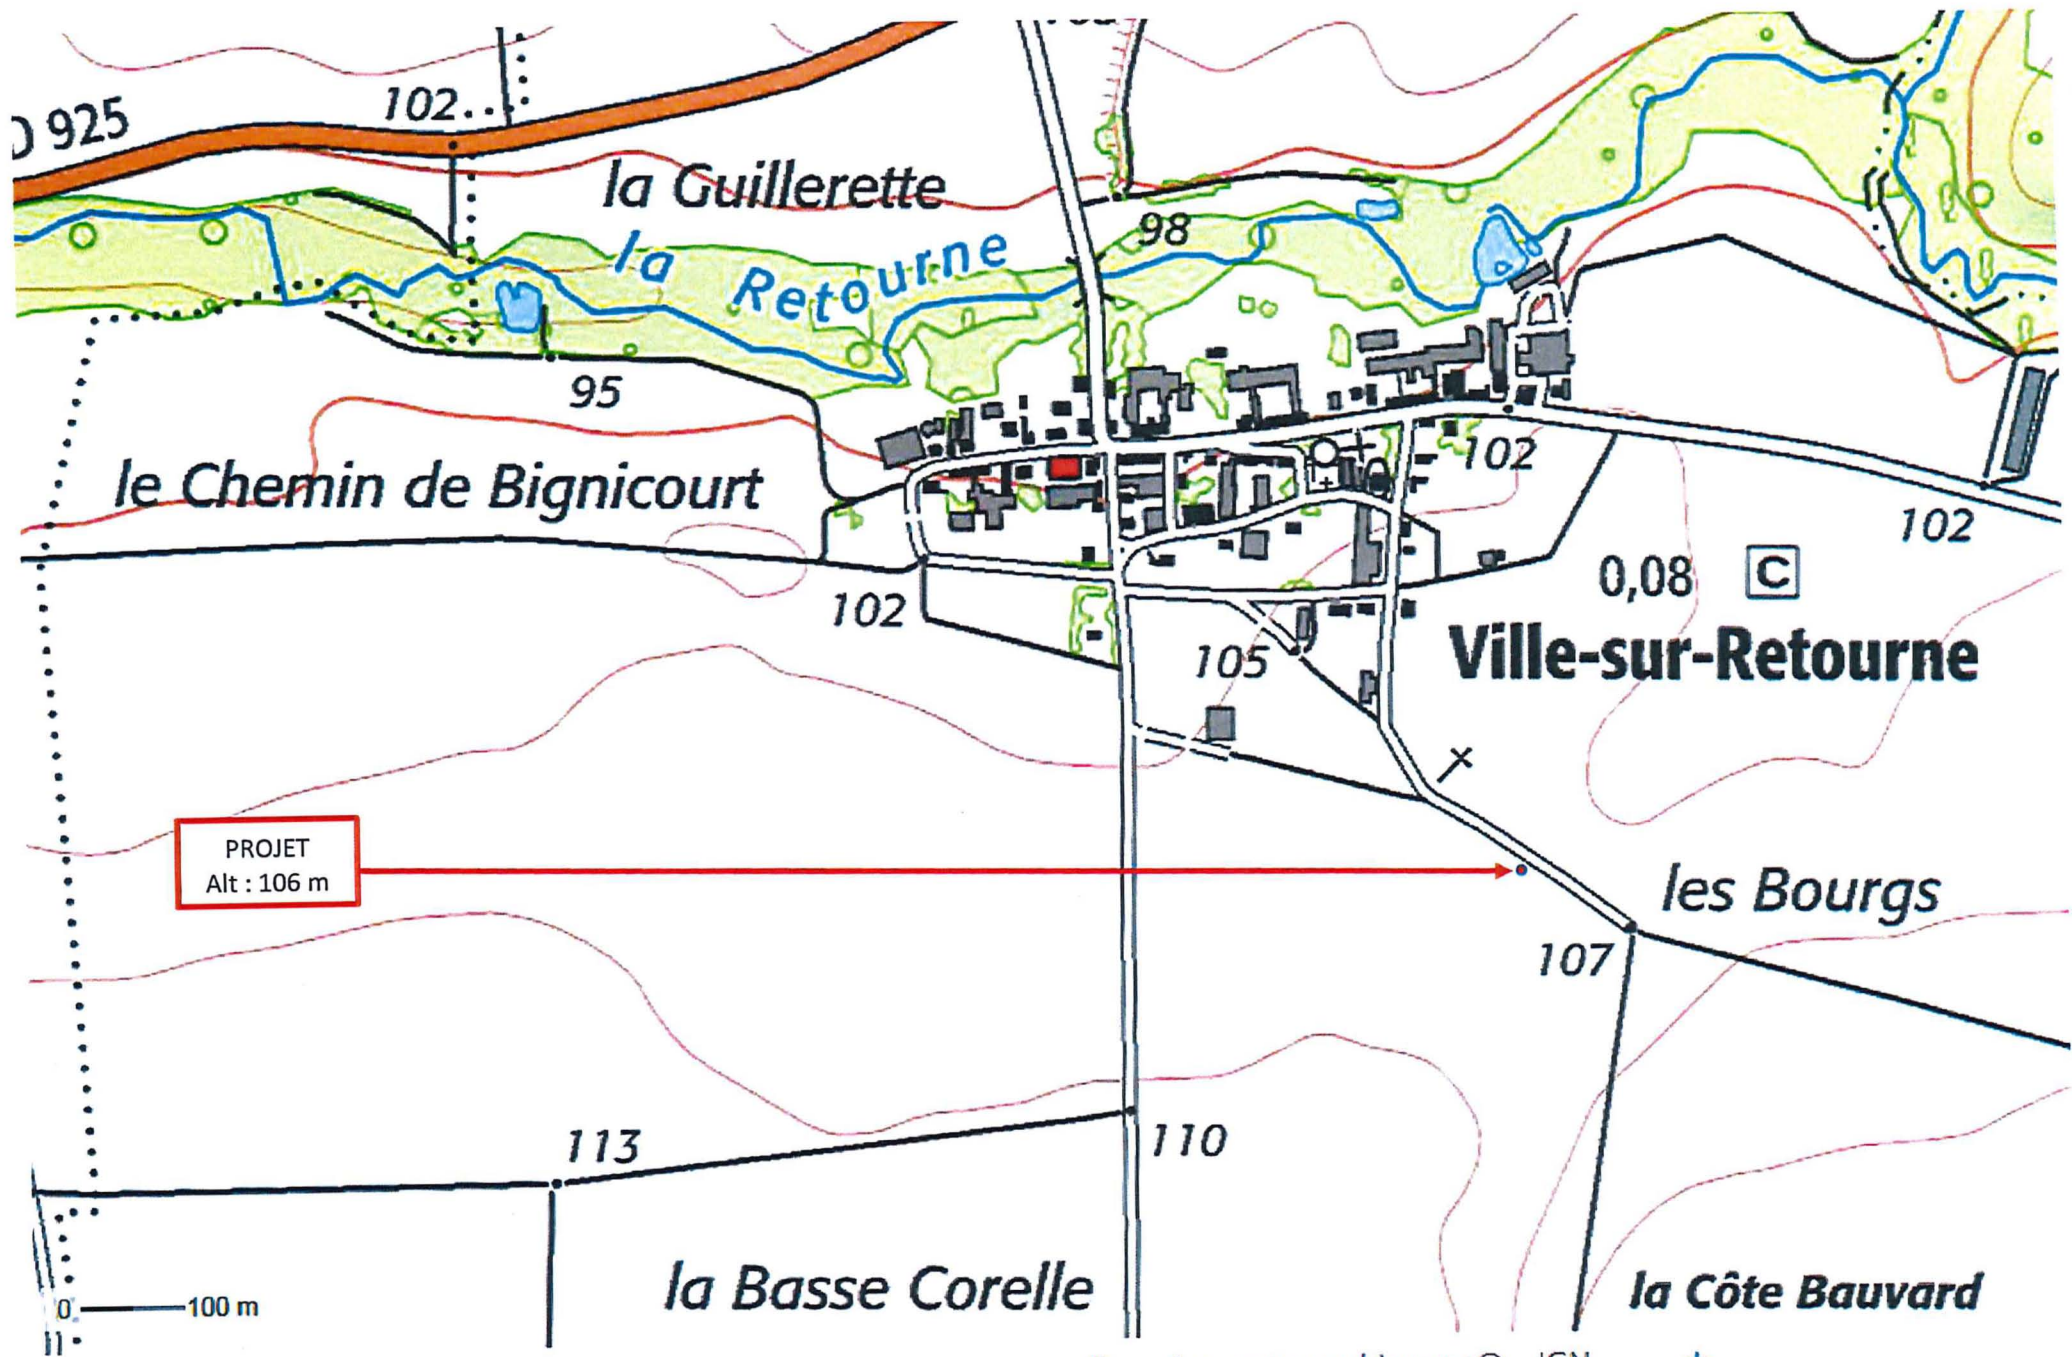 102
D 925
la Guillerette
98
la Retourne
95
102
le Chemin de Bignicourt
102
0,08 C
102
105
Ville-sur-Retourne
PROJET
Alt : 106 m
les Bourgs
107
113
110
la Basse Corelle
la Côte Bauvard
0 100 m